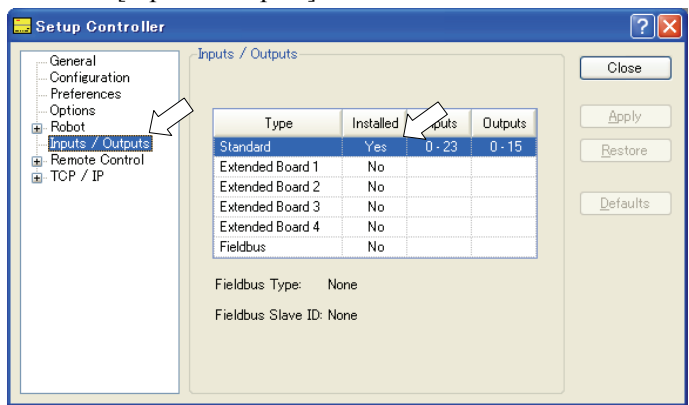 Setup Controller
General
Configuration
Preferences
Options
Robot
Inputs / Outputs
Remote Control
TCP / IP
Inputs / Outputs
Type Installed Outputs
Standard Yes 0 - 23 0 - 15
Extended Board 1 No
Extended Board 2 No
Extended Board 3 No
Extended Board 4 No
Fieldbus No
Fieldbus Type: None
Fieldbus Slave ID: None
Close
Apply
Restore
Defaults